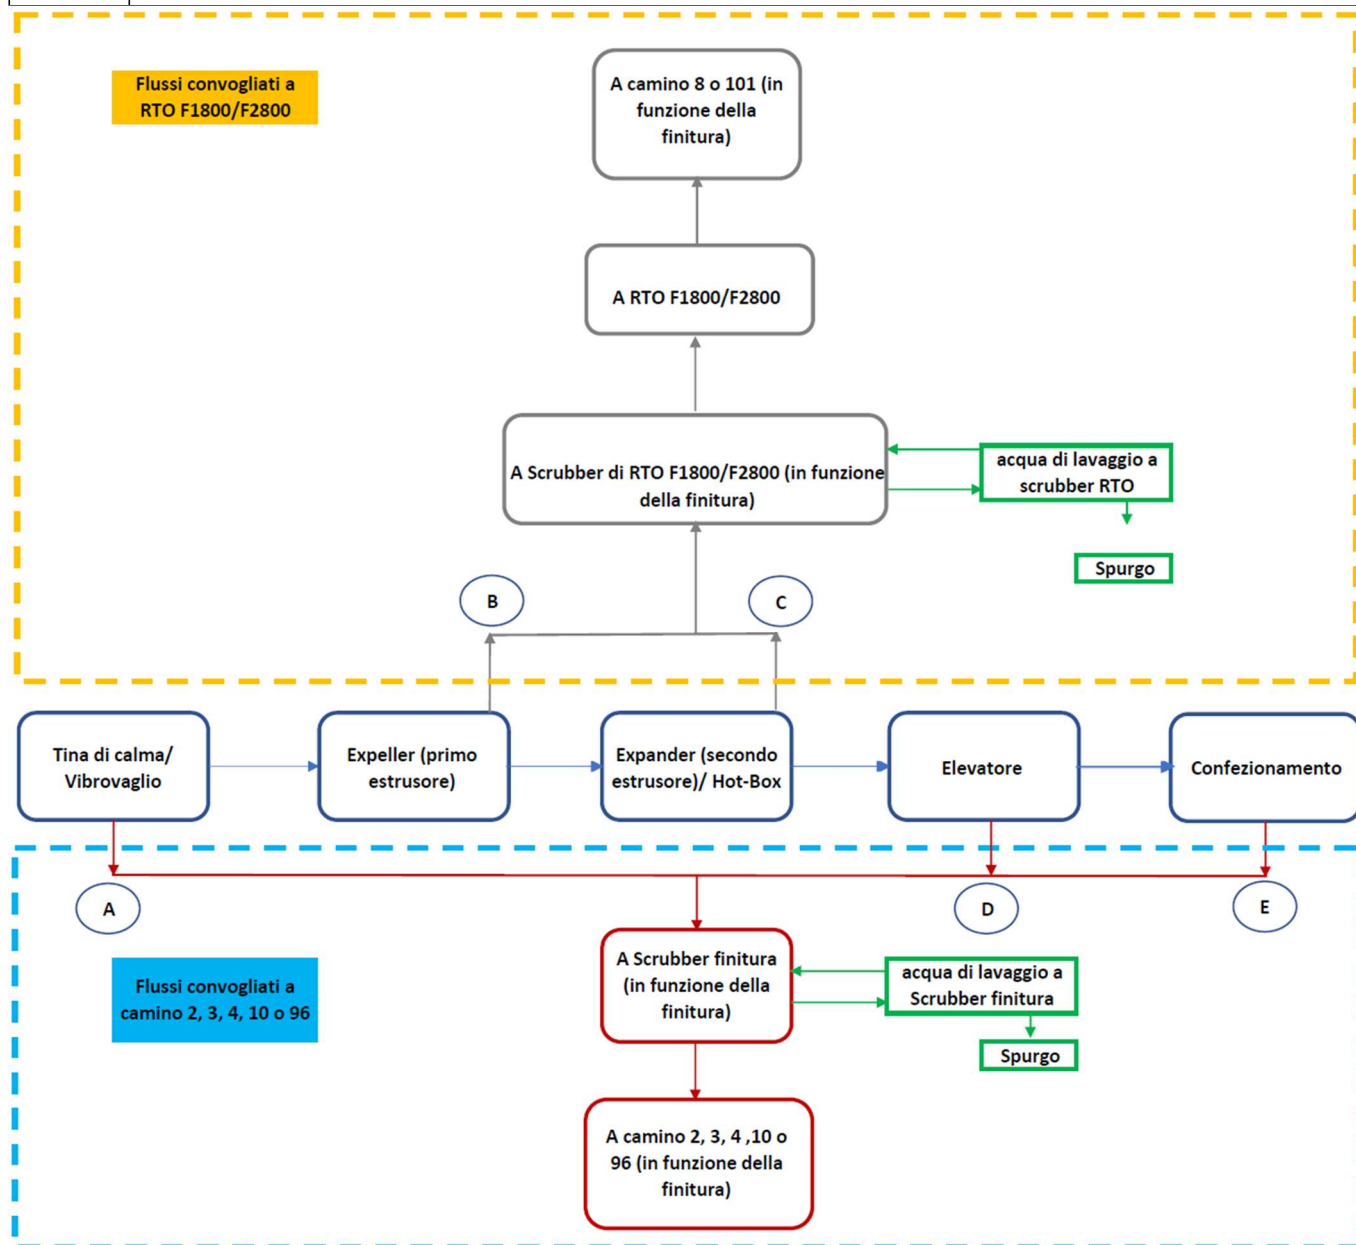 Flussi convogliati a
RTO F1800/F2800
A camino 8 o 101 (in
funzione della
finitura)
A RTO F1800/F2800
A Scrubber di RTO F1800/F2800 (in funzione
della finitura)
acqua di lavaggio a
scrubber RTO
Spurgo
B
C
Tina di calma/
Vibrovaglio
Expeller (primo
estrusore)
Expander (secondo
estrusore)/ Hot-Box
Elevatore
Confezionamento
A
D
E
Flussi convogliati a
camino 2, 3, 4, 10 o 96
A Scrubber finitura
(in funzione della
finitura)
acqua di lavaggio a
Scrubber finitura
Spurgo
A camino 2, 3, 4 ,10 o
96 (in funzione della
finitura)